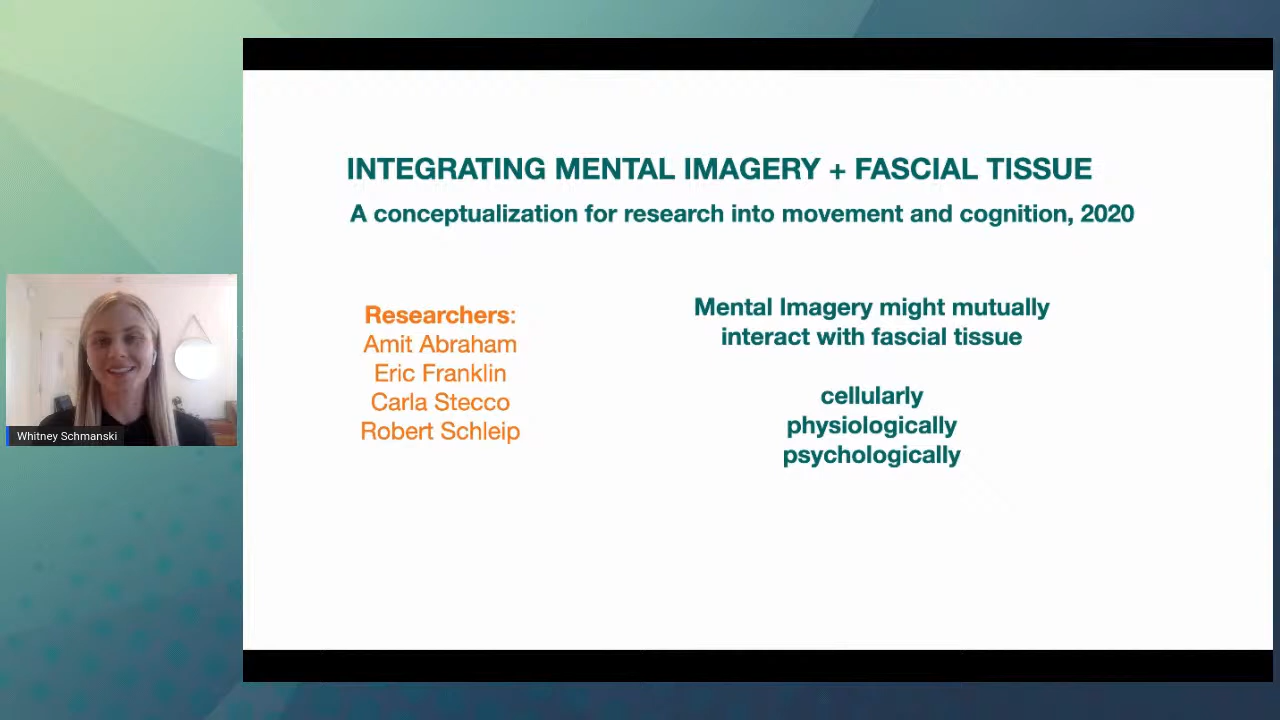 INTEGRATING MENTAL IMAGERY + FASCIAL TISSUE
A conceptualization for research into movement and cognition, 2020
Researchers:
Amit Abraham
Eric Franklin
Carla Stecco
Robert Schleip
Mental Imagery might mutually
interact with fascial tissue
cellularly
physiologically
psychologically
Whitney Schmanski